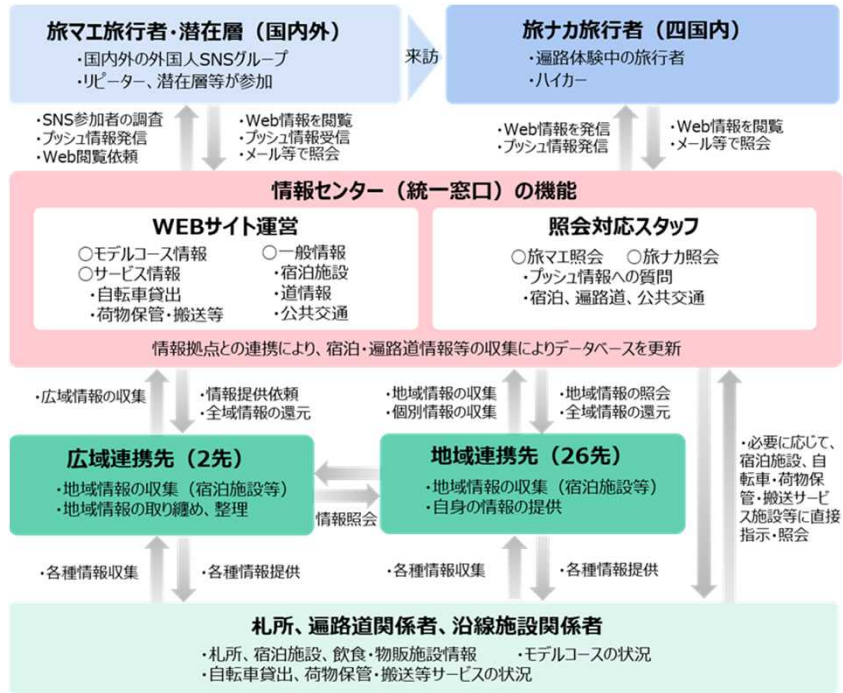 旅マエ旅行者・潜在層（国内外）
・国内外の外国人SNSグループ
・リピーター、潜在層等が参加
来訪
旅ナカ旅行者（四国内）
・遍路体験中の旅行者
・ハイカー
・SNS参加者の調査
・プッシュ情報発信
・Web閲覧依頼
・Web情報を閲覧
・プッシュ情報受信
・メール等で照会
・Web情報を発信
・プッシュ情報発信
・Web情報を閲覧
・メール等で照会
情報センター（統一窓口）の機能
WEBサイト運営
○モデルコース情報
○サービス情報
・自転車貸出
・荷物保管・搬送等
○一般情報
・宿泊施設
・道情報
・公共交通
照会対応スタッフ
○旅マエ照会 ○旅ナカ照会
・プッシュ情報への質問
・宿泊、遍路道、公共交通
情報拠点との連携により、宿泊・遍路道情報等の収集によりデータベースを更新
・広域情報の収集
・情報提供依頼
・全域情報の還元
・地域情報の収集
・個別情報の収集
・地域情報の照会
・全域情報の還元
広域連携先（2先）
・地域情報の収集（宿泊施設等）
・地域情報の取り纏め、整理
情報照会
地域連携先（26先）
・地域情報の収集（宿泊施設等）
・自身の情報の提供
・必要に応じて、
宿泊施設、自
転車・荷物保
管・搬送サービ
ス施設等に直接
指示・照会
・各種情報収集
・各種情報提供
・各種情報収集
・各種情報提供
札所、遍路道関係者、沿線施設関係者
・札所、宿泊施設、飲食・物販施設情報 ・モデルコースの状況
・自転車貸出、荷物保管・搬送等サービスの状況